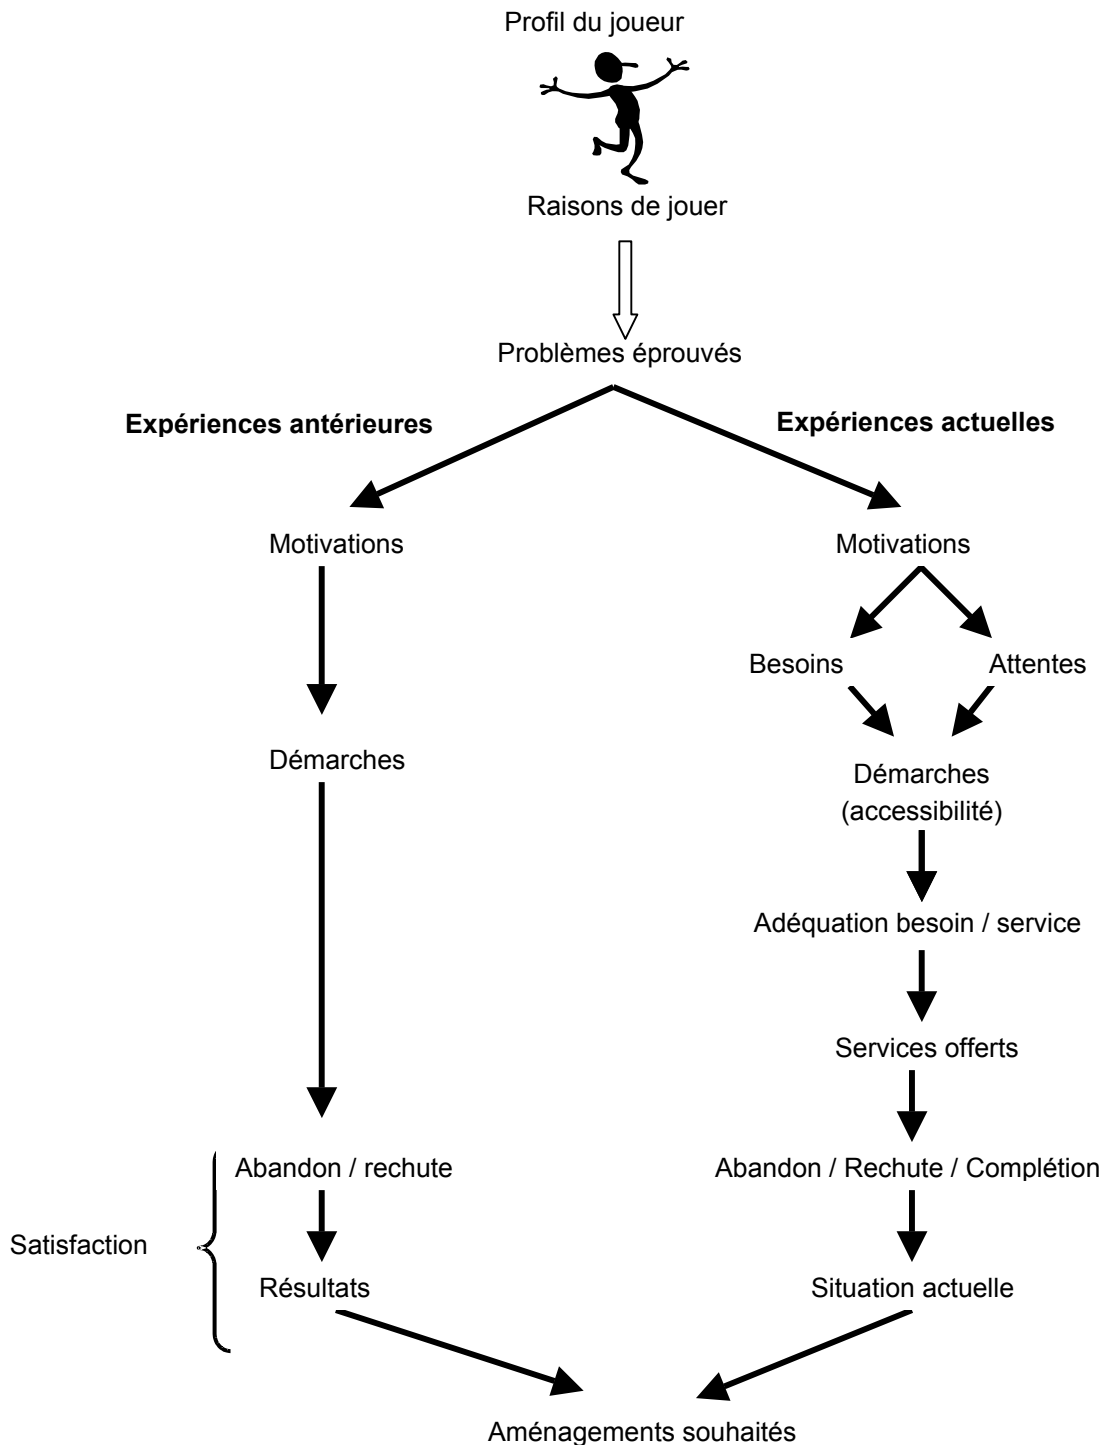 Profil du joueur
Raisons de jouer
Problèmes éprouvés
Expériences antérieures
Expériences actuelles
Motivations
Motivations
Besoins
Attentes
Démarches
Démarches
(accessibilité)
Adéquation besoin / service
Services offerts
Abandon / rechute
Abandon / Rechute / Complétion
Satisfaction
Résultats
Situation actuelle
Aménagements souhaités